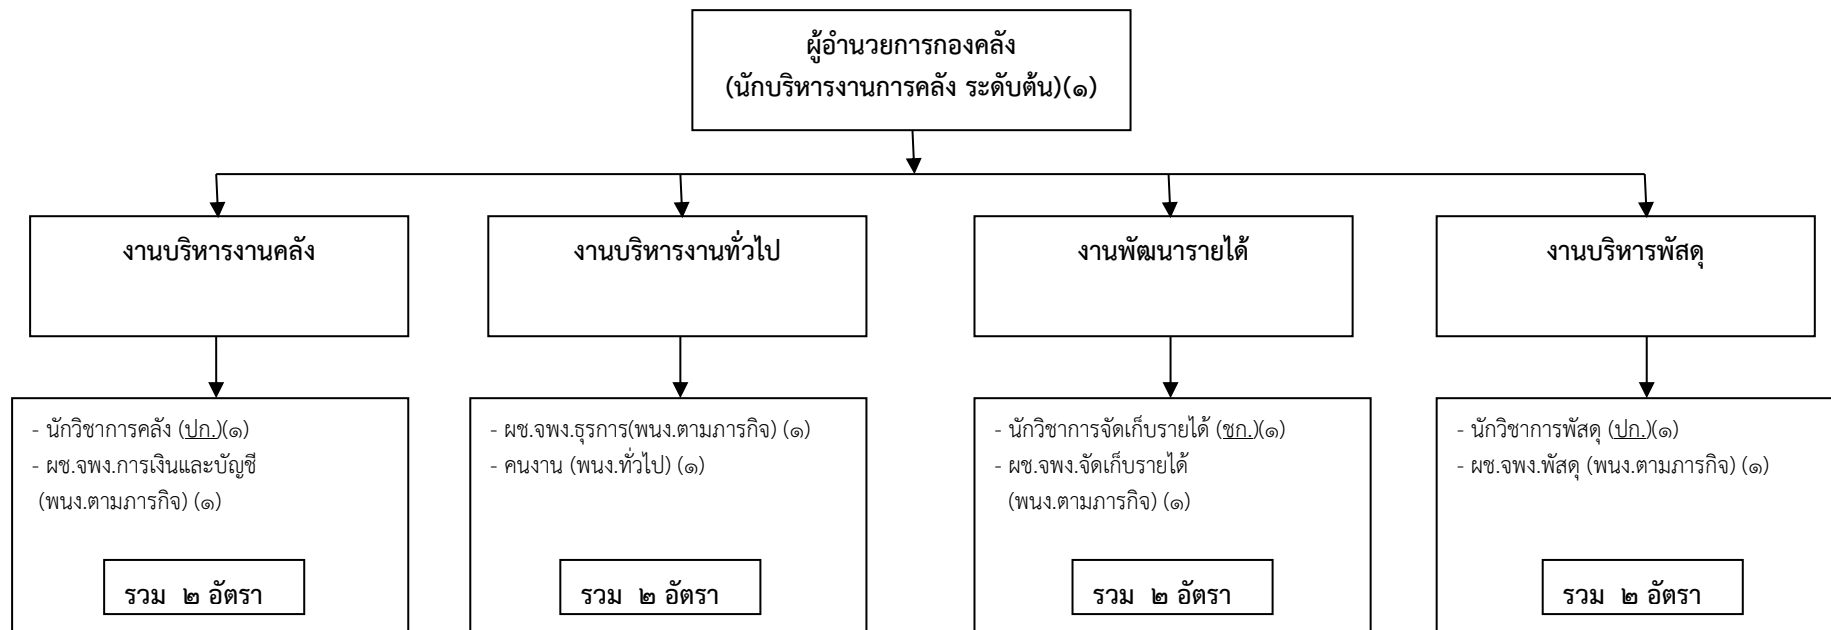 ผู้อำนวยการกองคลัง
(นักบริหารงานการคลัง ระดับต้น)(๑)
งานบริหารงานคลัง
งานบริหารงานทั่วไป
งานพัฒนารายได้
งานบริหารพัสดุ
- นักวิชาการคลัง (ปก.)(๑)
- ผช.จพง.การเงินและบัญชี
(พนง.ตามภารกิจ) (๑)
รวม ๒ อัตรา
- ผช.จพง.ธุรการ(พนง.ตามภารกิจ) (๑)
- คนงาน (พนง.ทั่วไป) (๑)
รวม ๒ อัตรา
- นักวิชาการจัดเก็บรายได้ (ชก.)(๑)
- ผช.จพง.จัดเก็บรายได้
(พนง.ตามภารกิจ) (๑)
รวม ๒ อัตรา
- นักวิชาการพัสดุ (ปก.)(๑)
- ผช.จพง.พัสดุ (พนง.ตามภารกิจ) (๑)
รวม ๒ อัตรา